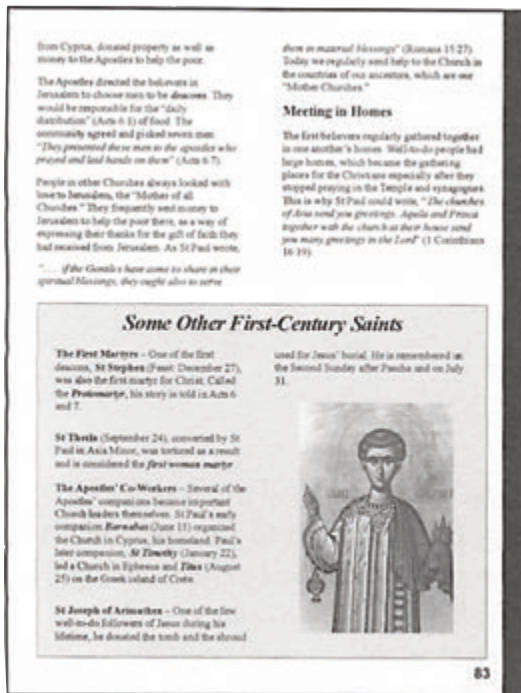 from Cyprus, donated property as well as
money to the Apostles to help the poor.
The Apostles directed the believers in
Jerusalem to choose men to be deacons. They
would be responsible for the "daily
distribution" (Acts 6:1) of food. The
community agreed and picked seven men.
"They presented these men to the apostles who
prayed and laid hands on them" (Acts 6:7).
People in other Churches always looked with
love to Jerusalem, the "Mother of all
Churches." They frequently sent money to
Jerusalem to help the poor there, as a way of
expressing their thanks for the gift of faith they
had received from Jerusalem. As St Paul wrote,
". . . . if the Gentiles have come to share in their
spiritual blessings, they ought also to serve
them in material blessings" (Romans 15:27).
Today we regularly send help to the Church in
the countries of our ancestors, which are our
"Mother Churches."
Meeting in Homes
The first believers regularly gathered together
in one another's homes. Well-to-do people had
large homes, which became the gathering
places for the Christians especially after they
stopped praying in the Temple and synagogues.
This is why St Paul could write, "The churches
of Asia send you greetings. Aquila and Prisca
together with the church at their house send
you many greetings in the Lord" (1 Corinthians
16:19).
Some Other First-Century Saints
The First Martyrs – One of the first
deacons, St Stephen (Feast: December 27),
was also the first martyr for Christ. Called
the Protomartyr, his story is told in Acts 6
and 7.
St Thekla (September 24), converted by St
Paul in Asia Minor, was tortured as a result
and is considered the first woman martyr
The Apostles' Co-Workers – Several of the
Apostles' companions became important
Church leaders themselves. St Paul's early
companion Barnabas (June 11) organized
the Church in Cyprus, his homeland. Paul's
later companion, St Timothy (January 22),
led a Church in Ephesus and Titus (August
25) on the Greek island of Crete.
St Joseph of Arimathea – One of the few
well-to-do followers of Jesus during his
lifetime, he donated the tomb and the shroud
used for Jesus' burial. He is remembered on
the Second Sunday after Pascha and on July
31.
83